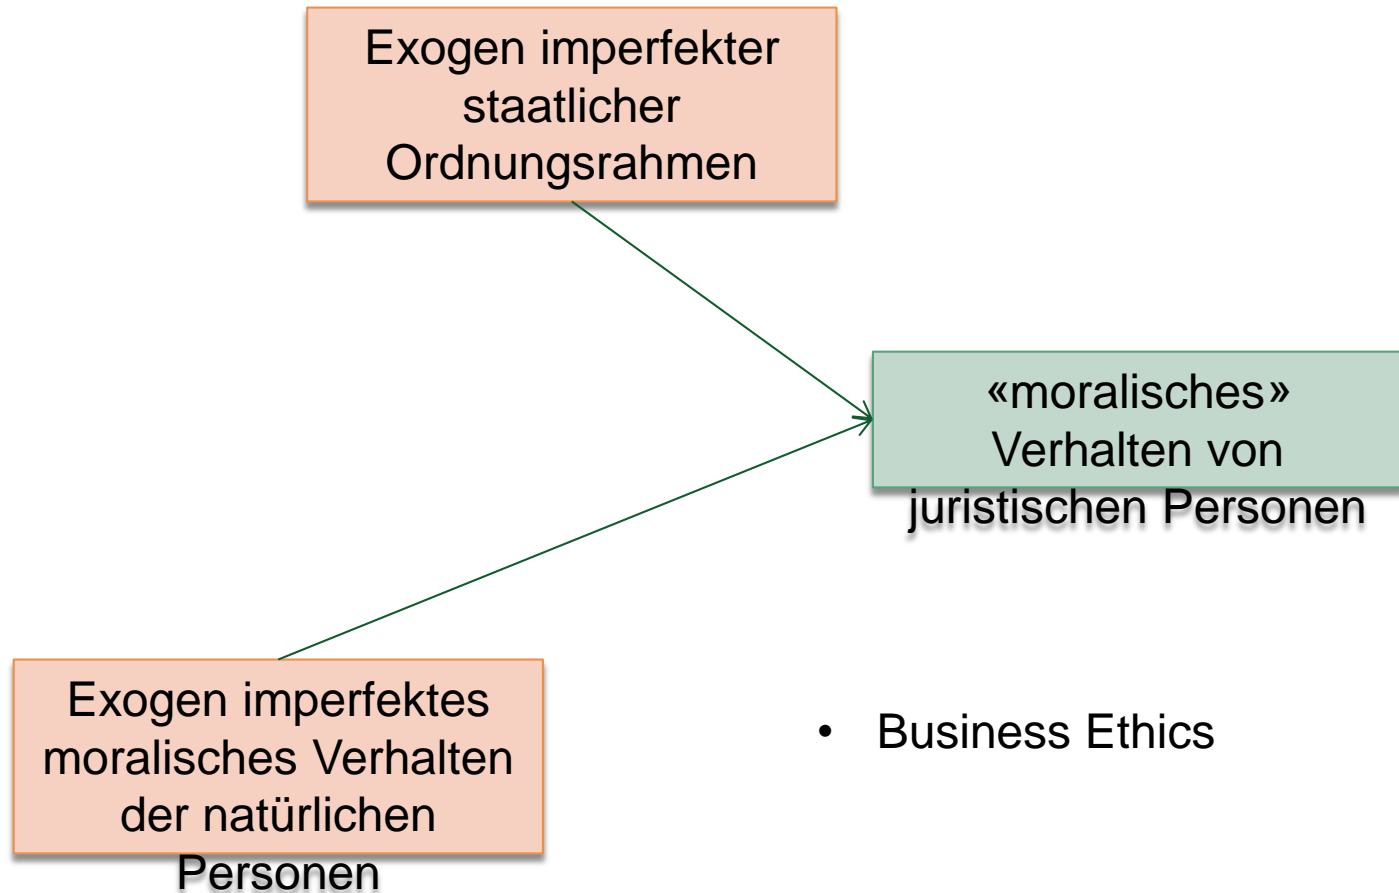 Exogen imperfekter
staatlicher
Ordnungsrahmen
«moralisches»
Verhalten von
juristischen Personen
Exogen imperfektes
moralisches Verhalten
der natürlichen
Personen
• Business Ethics